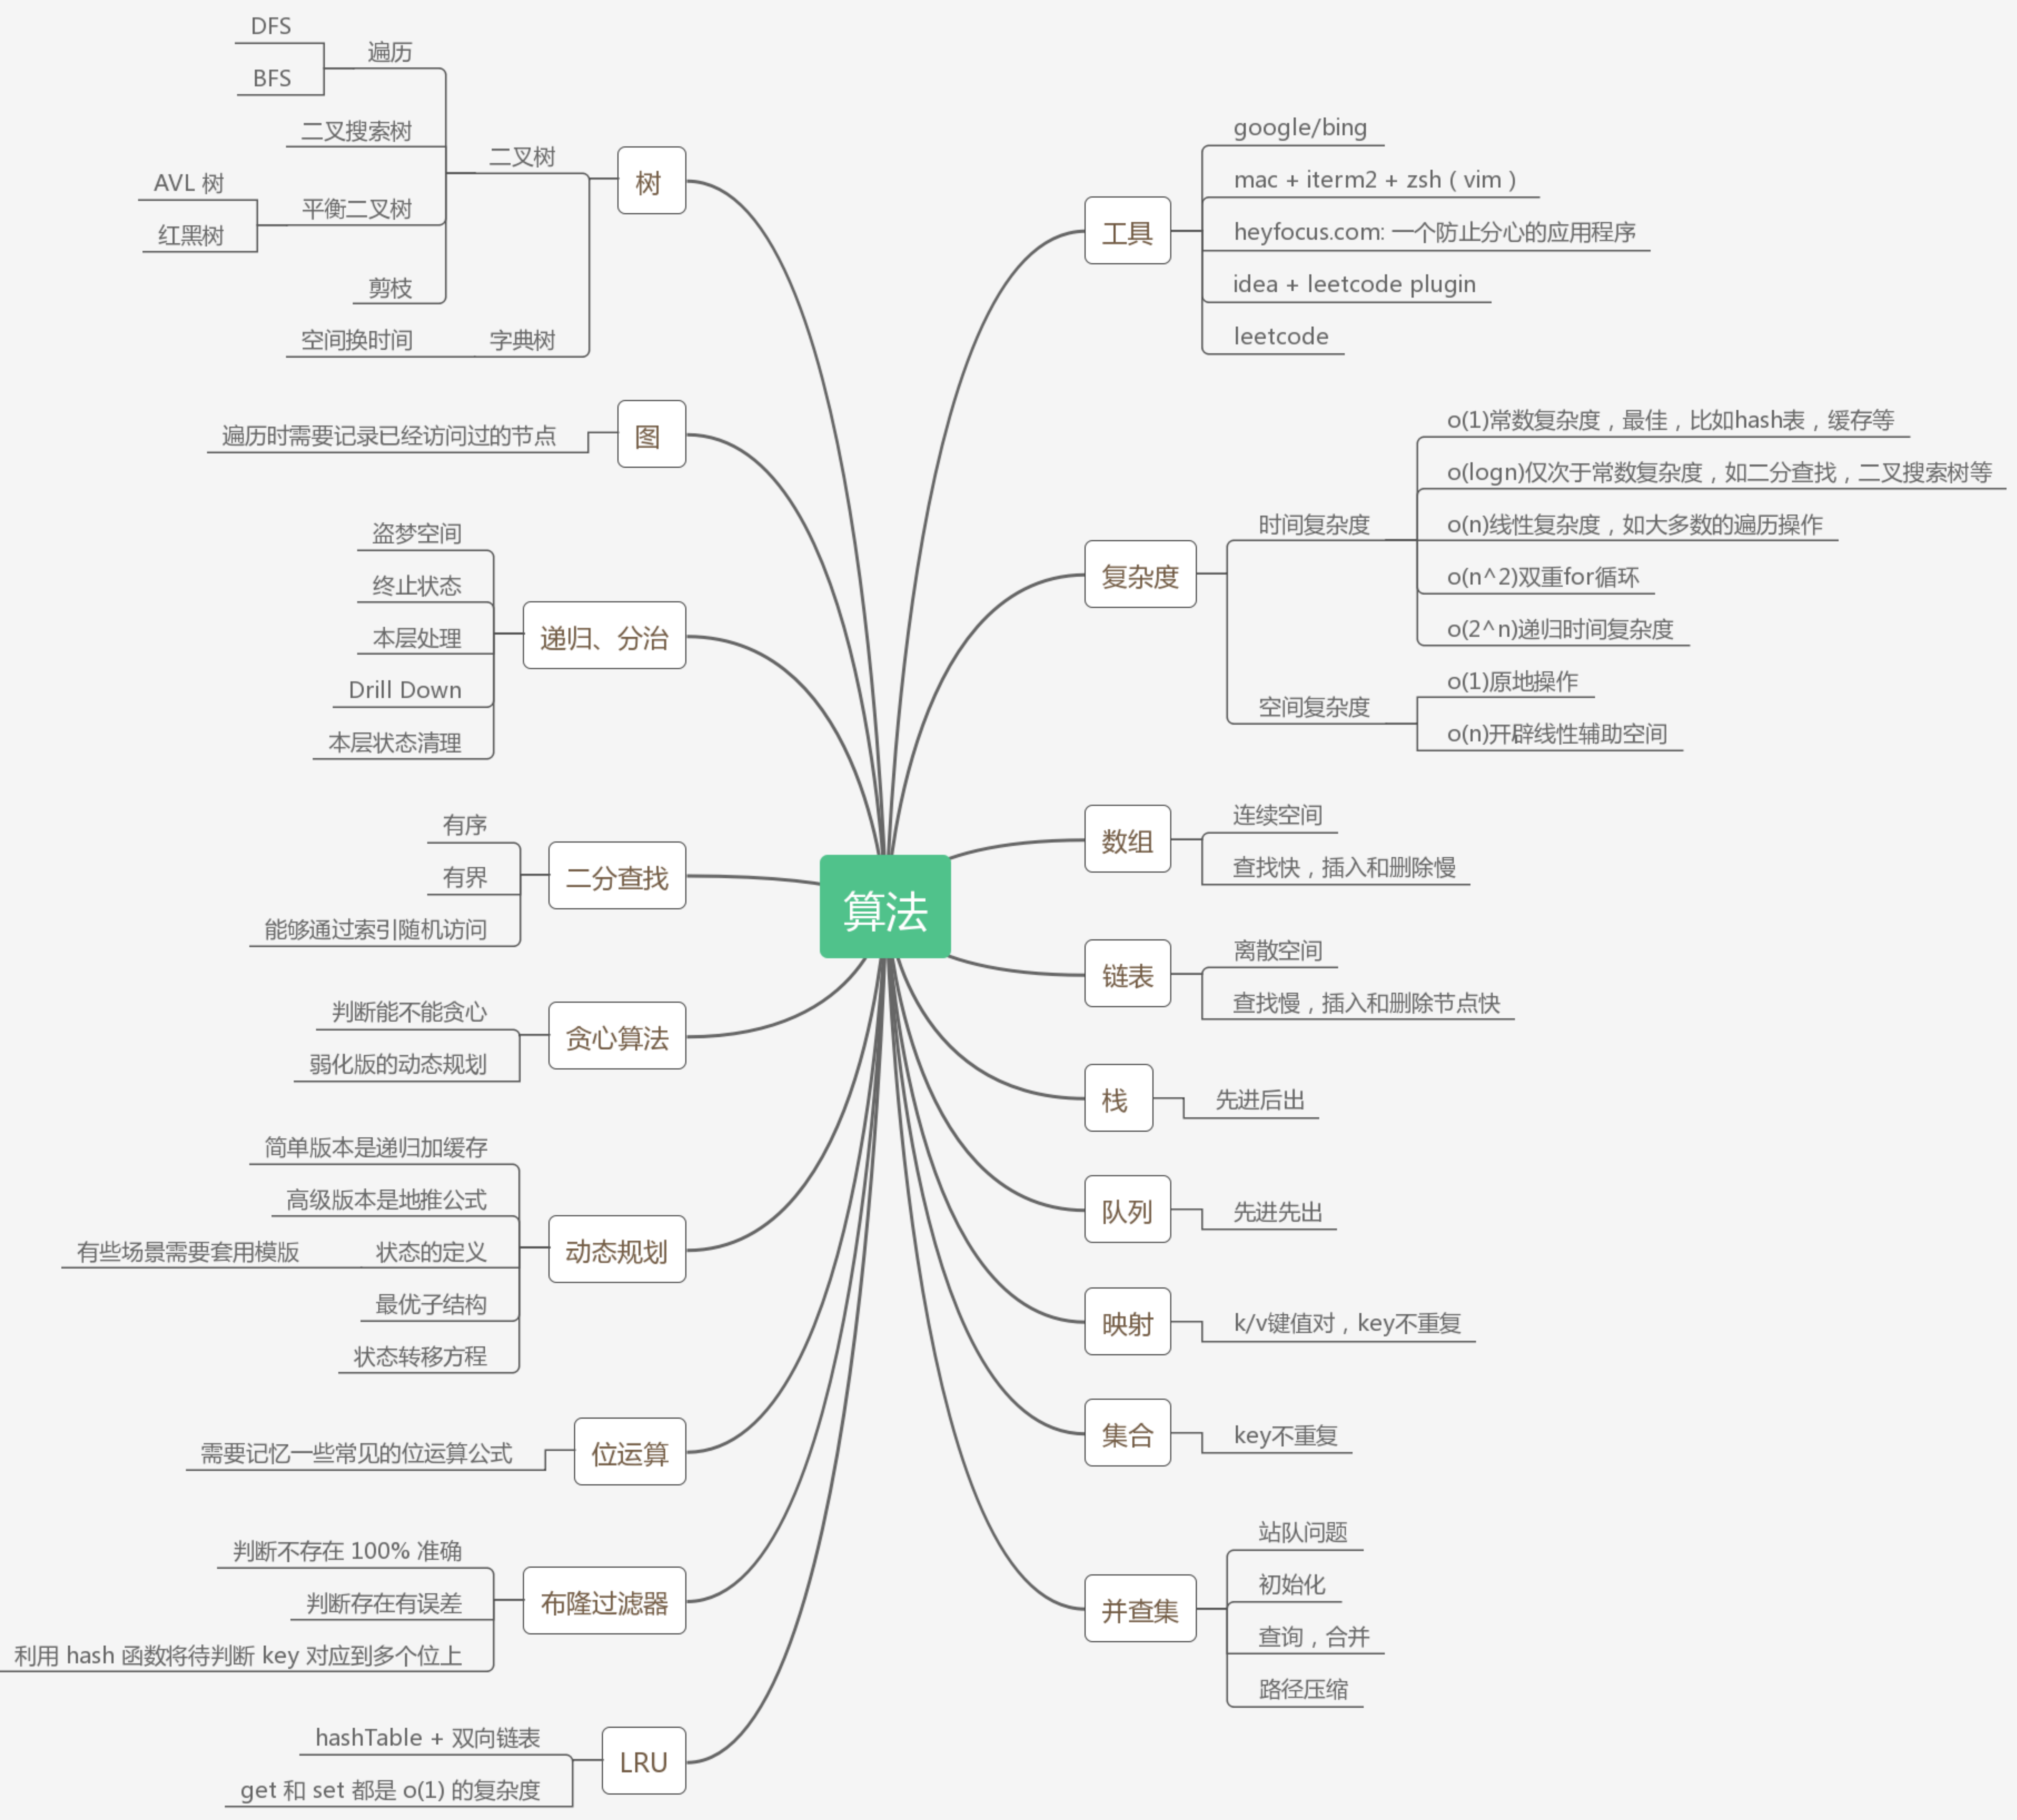 算法
工具
google/bing
mac + iterm2 + zsh ( vim )
heyfocus.com: 一个防止分心的应用程序
idea + leetcode plugin
leetcode
复杂度
时间复杂度
o(1)常数复杂度，最佳，比如hash表，缓存等
o(logn)仅次于常数复杂度，如二分查找，二叉搜索树等
o(n)线性复杂度，如大多数的遍历操作
o(n^2)双重for循环
o(2^n)递归时间复杂度
空间复杂度
o(1)原地操作
o(n)开辟线性辅助空间
数组
连续空间
查找快，插入和删除慢
链表
离散空间
查找慢，插入和删除节点快
栈
先进后出
队列
先进先出
映射
k/v键值对，key不重复
集合
key不重复
并查集
站队问题
初始化
查询，合并
路径压缩
树
二叉树
遍历
DFS
BFS
二叉搜索树
平衡二叉树
AVL 树
红黑树
剪枝
字典树
空间换时间
图
遍历时需要记录已经访问过的节点
递归、分治
盗梦空间
终止状态
本层处理
Drill Down
本层状态清理
二分查找
有序
有界
能够通过索引随机访问
贪心算法
判断能不能贪心
弱化版的动态规划
动态规划
简单版本是递归加缓存
高级版本是地推公式
状态的定义
有些场景需要套用模版
最优子结构
状态转移方程
位运算
需要记忆一些常见的位运算公式
布隆过滤器
判断不存在 100% 准确
判断存在有误差
利用 hash 函数将待判断 key 对应到多个位上
LRU
hashTable + 双向链表
get 和 set 都是 o(1) 的复杂度